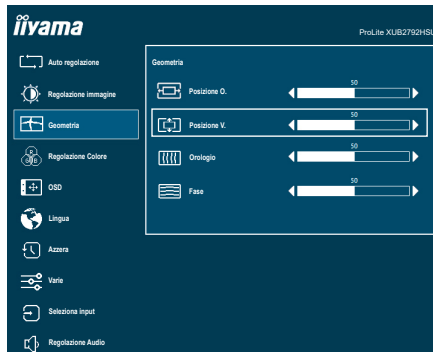 iiyama
ProLite XUB2792HSU
Auto regolazione
Regolazione immagine
Geometria
Regolazione Colore
R
G B
OSD
Lingua
Azzera
Varie
Seleziona input
Regolazione Audio
Geometria
Posizione O.
50
Posizione V.
50
Orologio
50
Fase
50